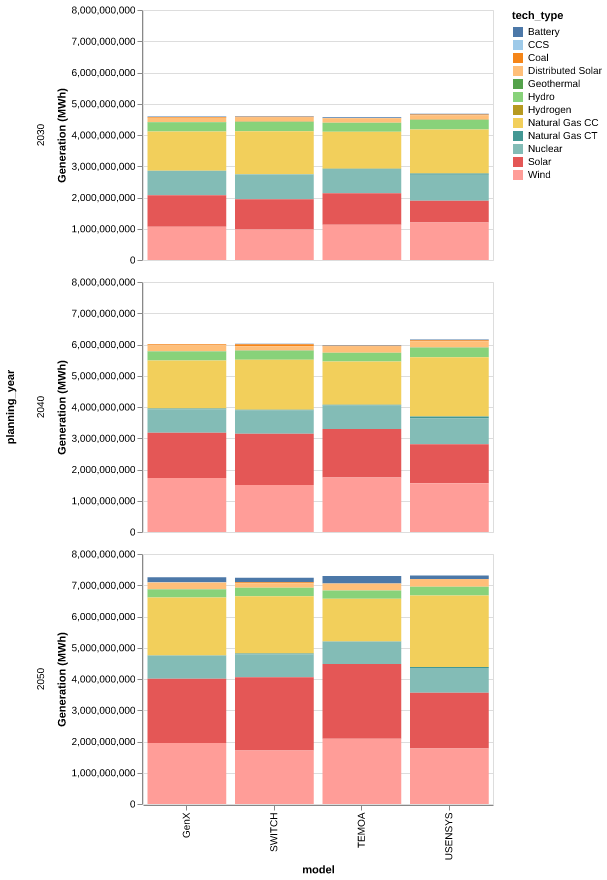 8,000,000,000
7,000,000,000
6,000,000,000
5,000,000,000
4,000,000,000
3,000,000,000
2,000,000,000
1,000,000,000
0
Generation (MWh)
2030
8,000,000,000
7,000,000,000
6,000,000,000
5,000,000,000
4,000,000,000
3,000,000,000
2,000,000,000
1,000,000,000
0
Generation (MWh)
2040
planning_year
8,000,000,000
7,000,000,000
6,000,000,000
5,000,000,000
4,000,000,000
3,000,000,000
2,000,000,000
1,000,000,000
0
Generation (MWh)
2050
GenX
SWITCH
TEMOA
USENSYS
model
tech_type
Battery
CCS
Coal
Distributed Solar
Geothermal
Hydro
Hydrogen
Natural Gas CC
Natural Gas CT
Nuclear
Solar
Wind